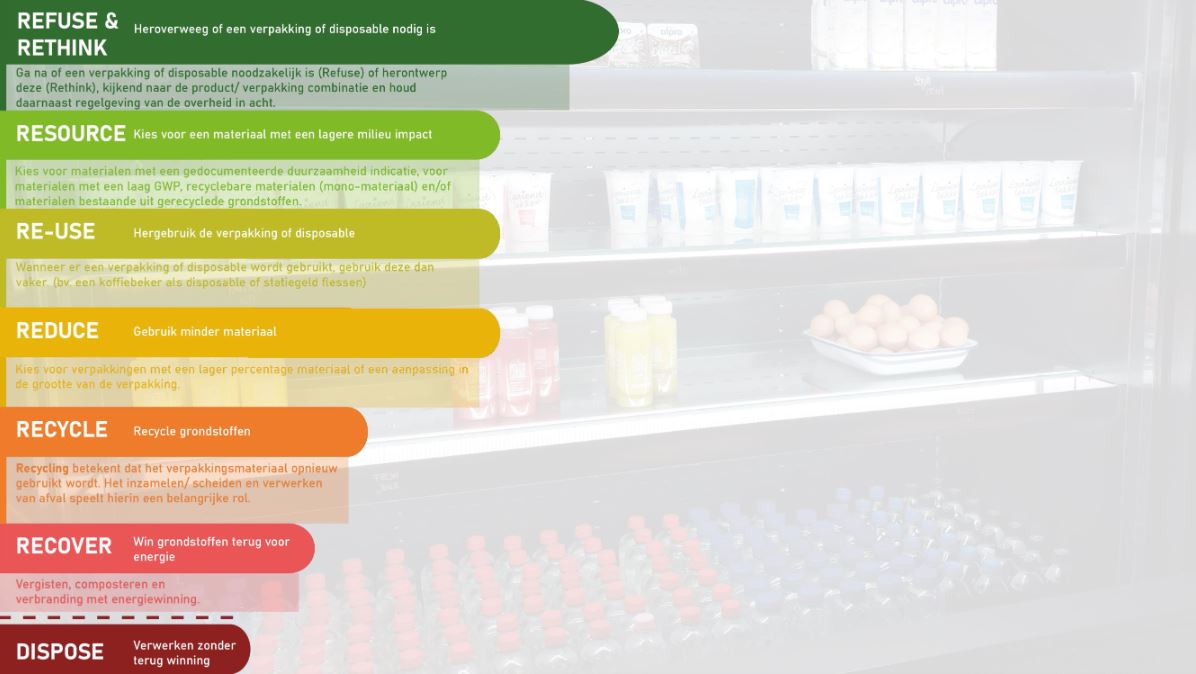 REFUSE &
RETHINK
Heroverweeg of een verpakking of disposable nodig is
Ga na of een verpakking of disposable noodzakelijk is (Refuse) of herontwerp
deze (Rethink), kijkend naar de product/ verpakking combinatie en houd
daarnaast regelgeving van de overheid in acht.
RESOURCE
Kies voor een materiaal met een lagere milieu impact
Kies voor materialen met een gedocumenteerde duurzaamheid indicatie, voor
materialen met een laag GWP, recyclebare materialen (mono-materiaal) en/of
materialen bestaande uit gerecyclede grondstoffen.
RE-USE
Hergebruik de verpakking of disposable
Wanneer er een verpakking of disposable wordt gebruikt, gebruik deze dan
vaker. (bv. een koffiebeker als disposable of statiegeld flessen)
REDUCE
Gebruik minder materiaal
Kies voor verpakkingen met een lager percentage materiaal of een aanpassing in
de grootte van de verpakking.
RECYCLE
Recycle grondstoffen
Recycling betekent dat het verpakkingsmateriaal opnieuw
gebruikt wordt. Het inzamelen/ scheiden en verwerken
van afval speelt hierin een belangrijke rol.
RECOVER
Win grondstoffen terug voor
energie
Vergisten, composteren en
verbranding met energiewinning.
DISPOSE
Verwerken zonder
terug winning
alpro